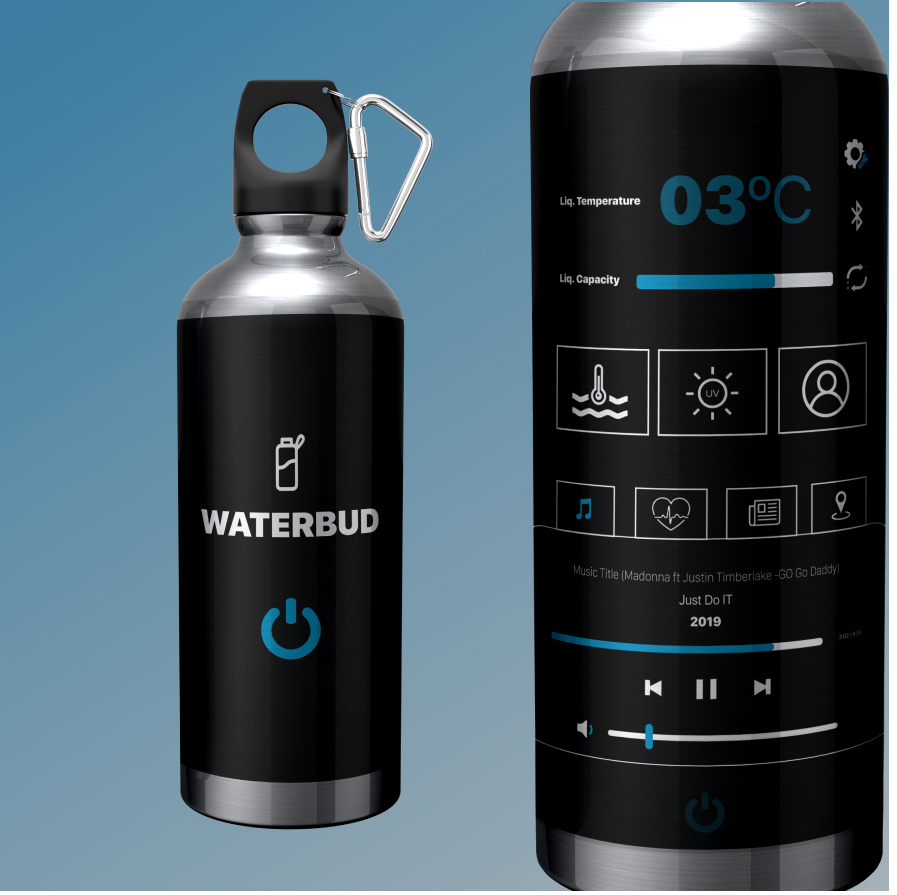 WATERBUD
Liq. Temperature
03°C
Liq. Capacity
UV
Music Title (Madonna ft Justin Timberlake -GO Go Daddy)
Just Do IT
2019